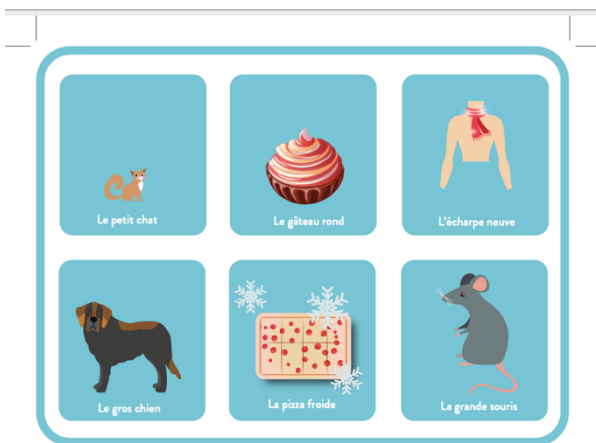 Le petit chat
Le gâteau rond
L'écharpe neuve
Le gros chien
La pizza froide
La grande souris